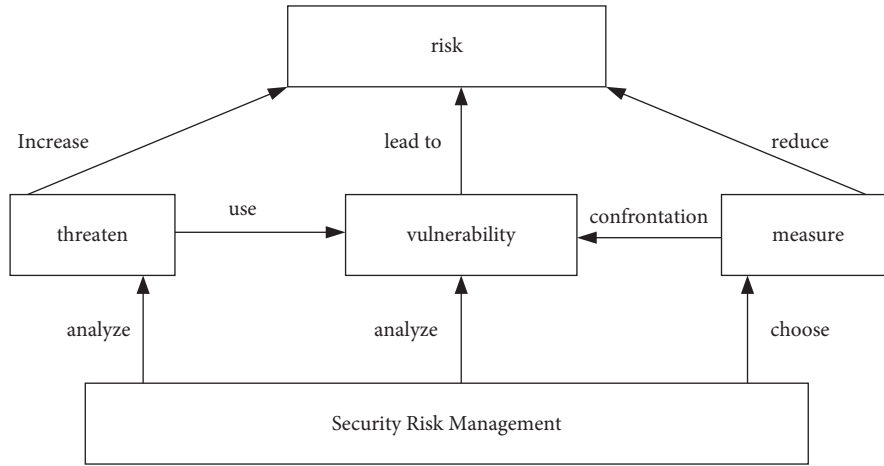 risk
Increase
lead to
reduce
threaten
use
vulnerability
confrontation
measure
analyze
analyze
choose
Security Risk Management